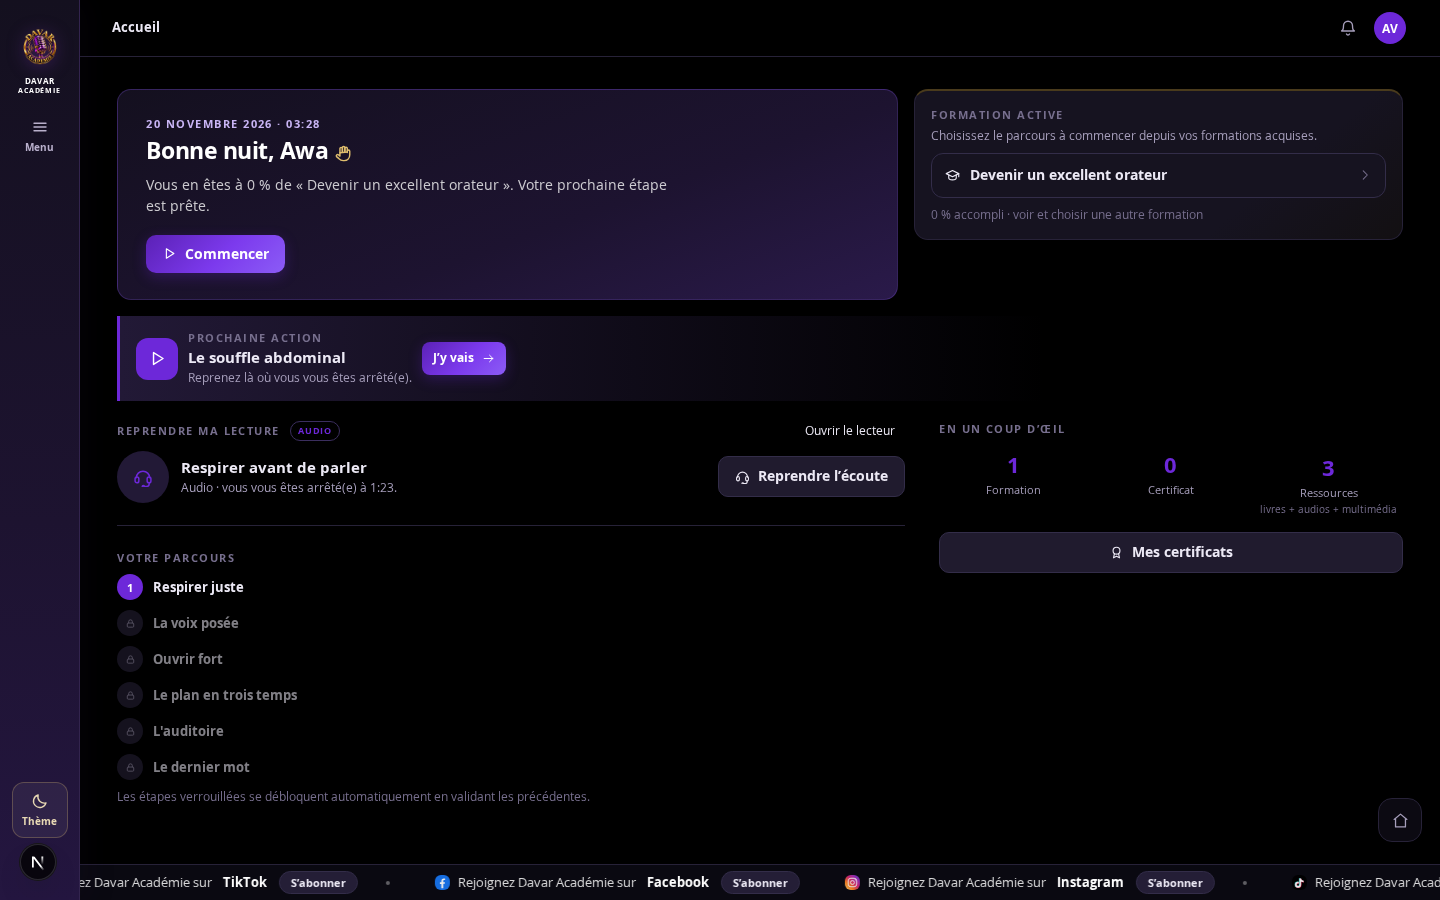 DAVAR
ACADÉMIE
Menu
Thème
Accueil
AV
20 NOVEMBRE 2026 · 03:28
Bonne nuit, Awa
Vous en êtes à 0 % de « Devenir un excellent orateur ». Votre prochaine étape
est prête.
Commencer
FORMATION ACTIVE
Choisissez le parcours à commencer depuis vos formations acquises.
Devenir un excellent orateur
0 % accompli · voir et choisir une autre formation
PROCHAINE ACTION
Le souffle abdominal
Reprenez là où vous vous êtes arrêté(e).
J’y vais →
REPRENDRE MA LECTURE AUDIO
Ouvrir le lecteur
Respirer avant de parler
Audio · vous vous êtes arrêté(e) à 1:23.
Reprendre l’écoute
EN UN COUP D’ŒIL
1
Formation
0
Certificat
3
Ressources
livres + audios + multimédia
Mes certificats
VOTRE PARCOURS
1 Respirer juste
La voix posée
Ouvrir fort
Le plan en trois temps
L'auditoire
Le dernier mot
Les étapes verrouillées se débloquent automatiquement en validant les précédentes.
ez Davar Académie sur TikTok S’abonner • Rejoignez Davar Académie sur Facebook S’abonner Rejoignez Davar Académie sur Instagram S’abonner • Rejoignez Davar Acad